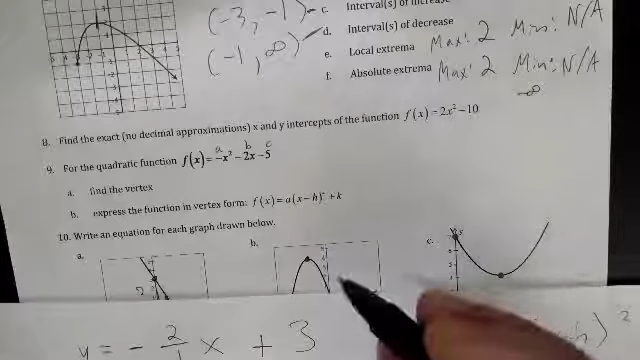 (-3, -1) c. Interval(s) of increase
(-1, ∞) d. Interval(s) of decrease
e. Local extrema Max: 2 Min: N/A
f. Absolute extrema Max: 2 Min: N/A
-∞
8. Find the exact (no decimal approximations) x and y intercepts of the function f(x) = 2x² - 10
9. For the quadratic function f(x) = -x² - 2x - 5
a b c
a. find the vertex
b. express the function in vertex form: f(x) = a(x - h)² + k
10. Write an equation for each graph drawn below.
a. b. c.
y = - 2/1 x + 3
h)²